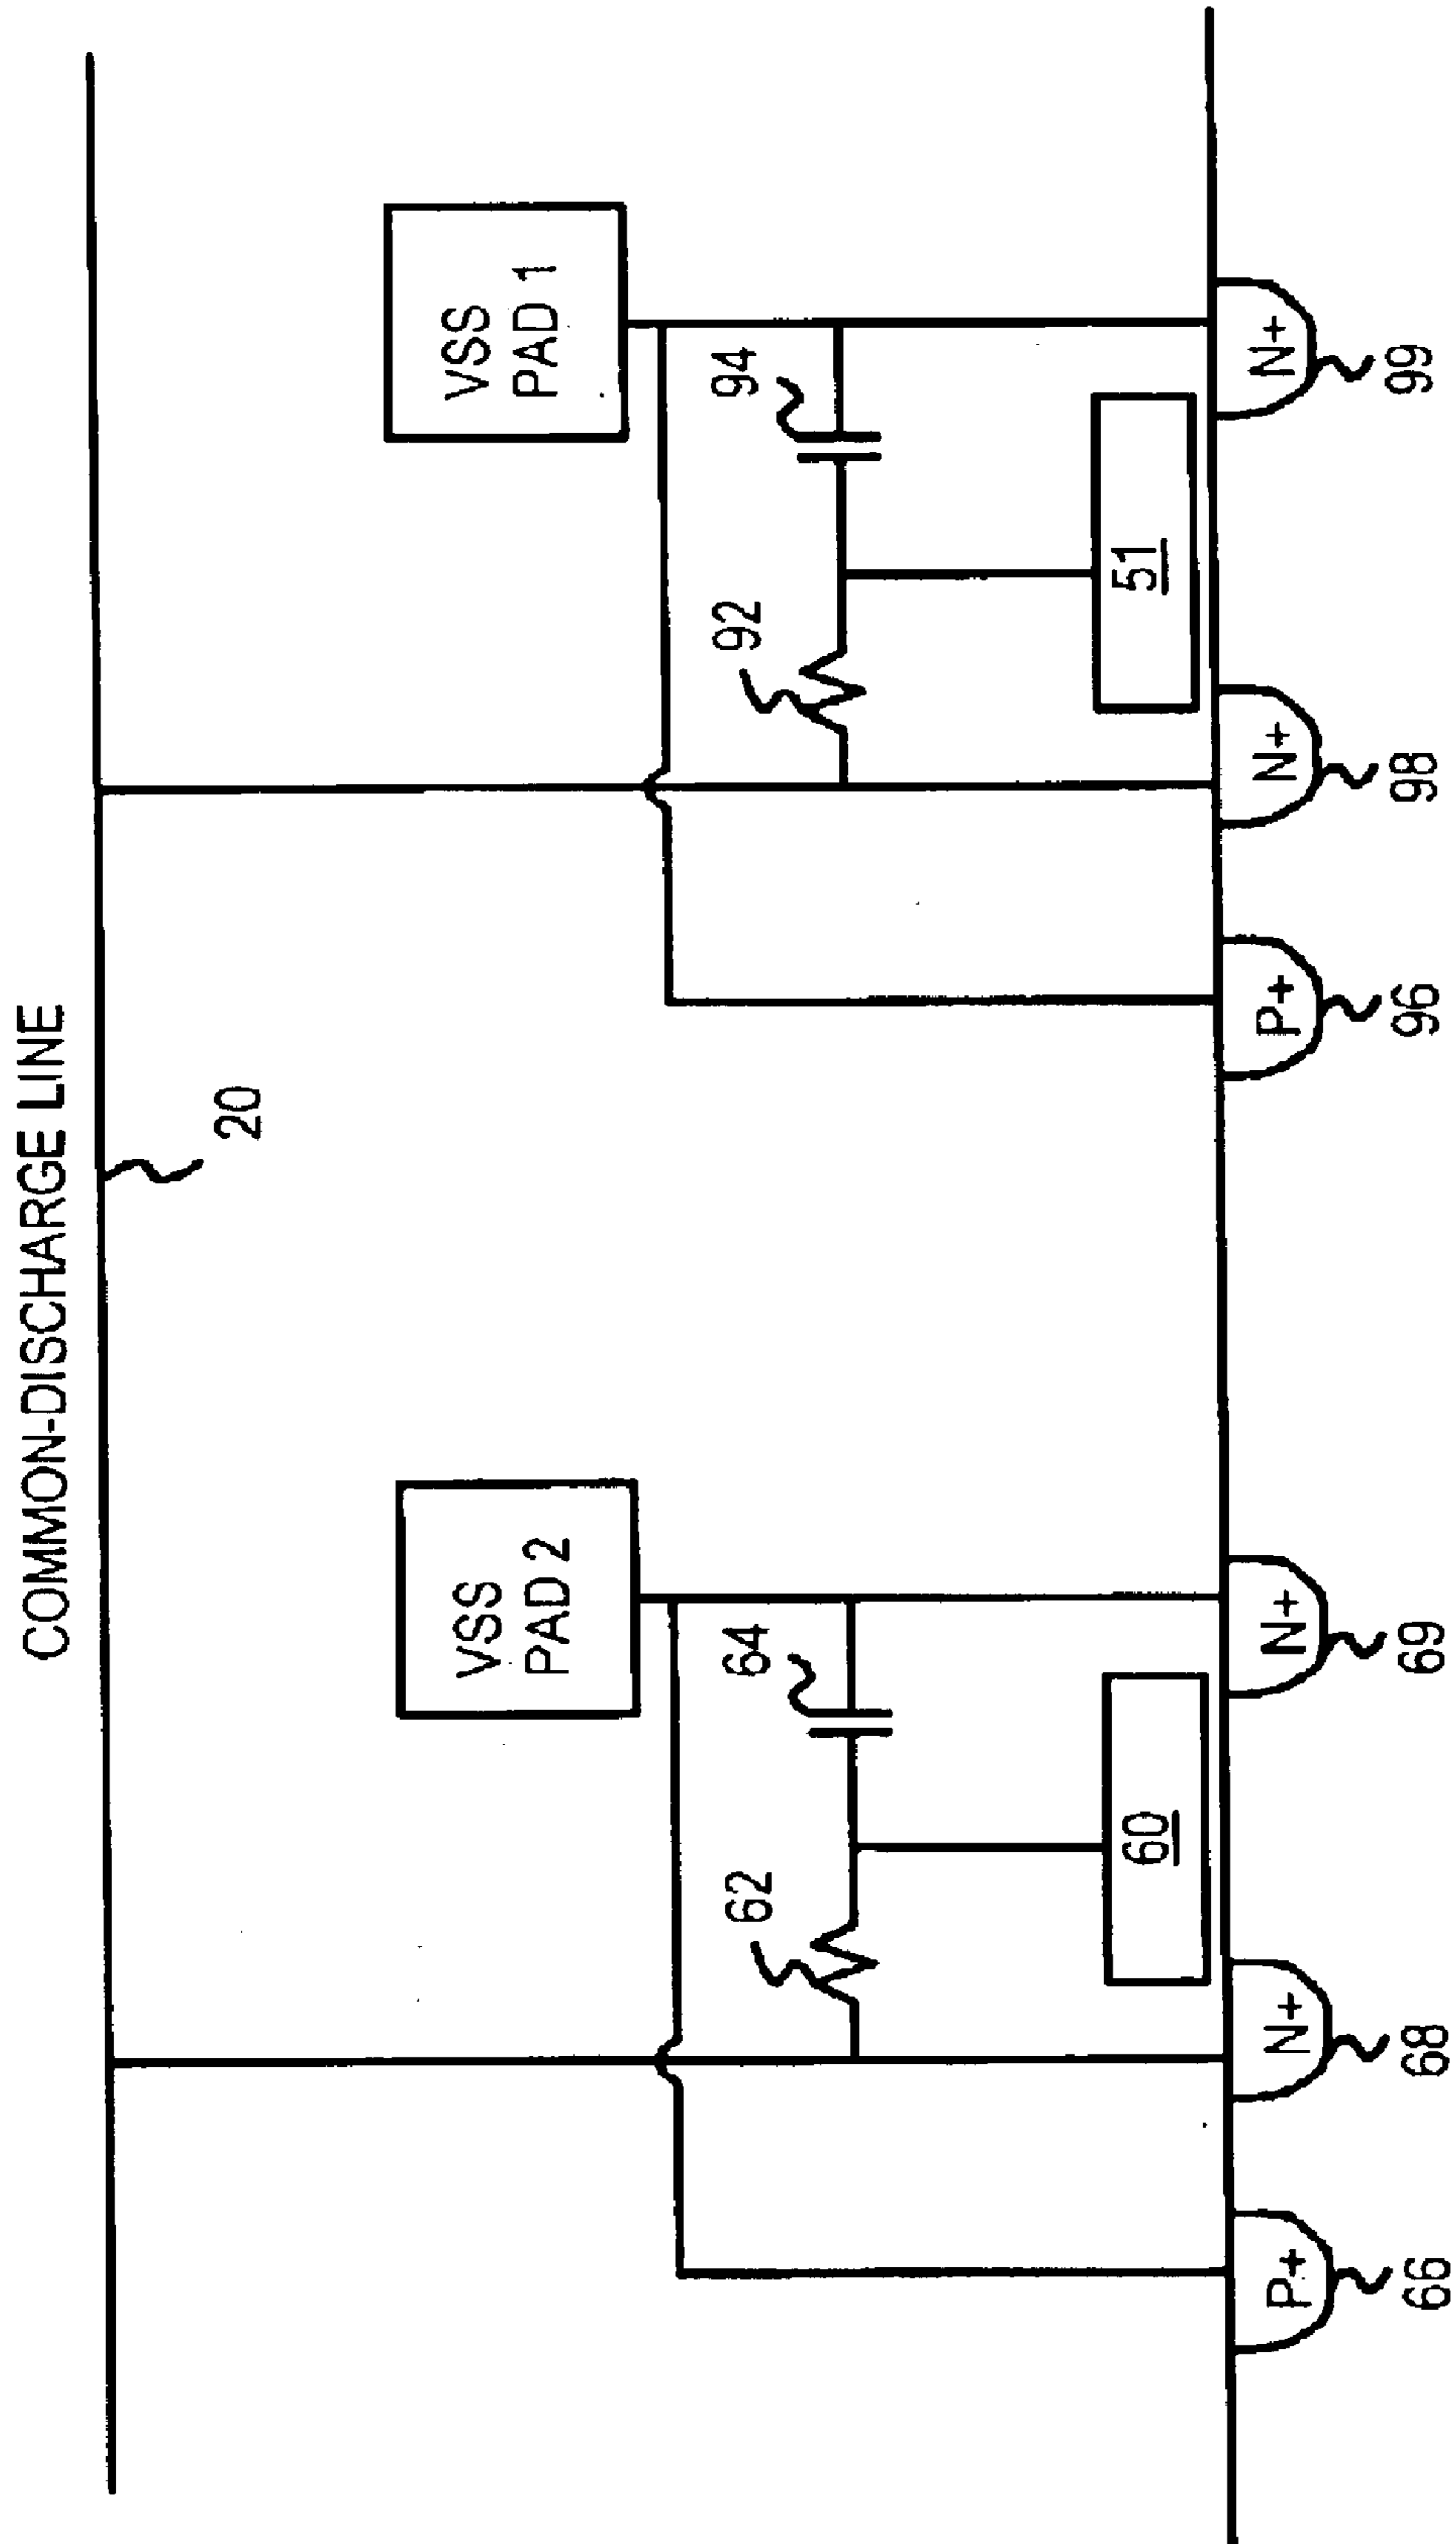 COMMON-DISCHARGE LINE
20
VSS
PAD 2
VSS
PAD 1
62
64
92
94
60
51
P+
N+
N+
P+
N+
N+
66
68
69
96
98
99